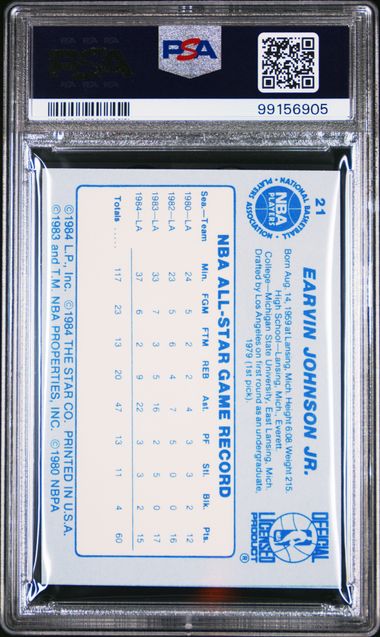 PSA
PSA
99156905
21
EARVIN JOHNSON JR.
Born Aug. 14, 1959 at Lansing, Mich. Height 6:08 Weight 215.
High School—Lansing, Mich., Everett.
College—Michigan State University, East Lansing, Mich.
Drafted by Los Angeles on first round as an undergraduate,
1979 (1st pick).
NATIONAL BASKETBALL
NBA
PLAYERS
PLAYERS ASSOCIATION
OFFICIAL
LICENSED
PRODUCT
®
NBA ALL-STAR GAME RECORD
Sea.—Team Min. FGM FTM REB Ast. PF Stl. Blk. Pts.
1980—LA 24 5 2 2 4 3 3 2 12
1982—LA 23 5 6 4 7 5 0 0 16
1983—LA 33 7 3 5 16 2 5 0 17
1984—LA 37 6 2 9 22 3 3 2 15
Totals ..... 117 23 13 20 47 13 11 4 60
©1984 L.P., Inc. ©1984 THE STAR CO. PRINTED IN U.S.A.
©1983 and T.M. NBA PROPERTIES, INC. ©1980 NBPA